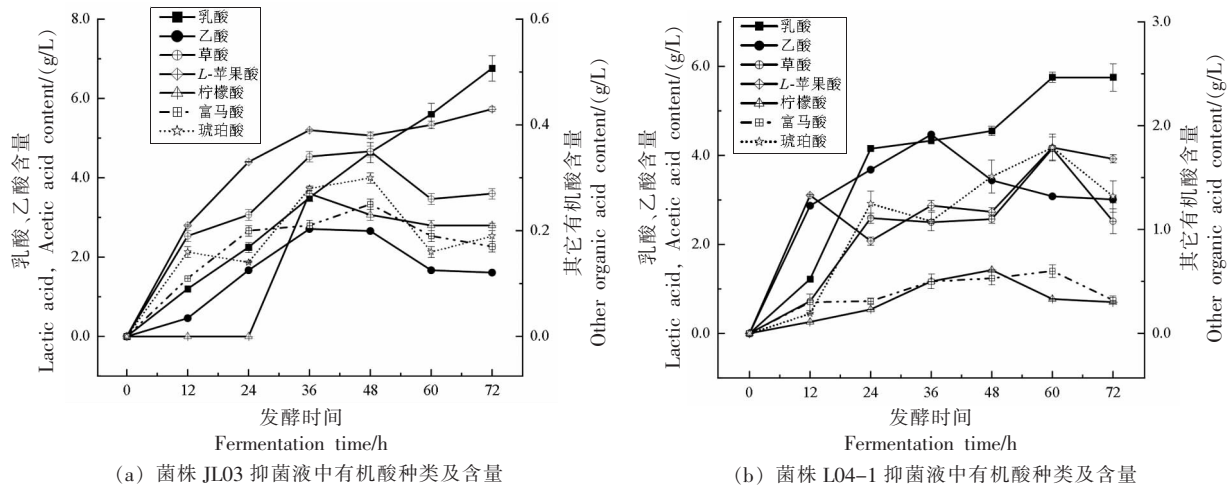 8.0
6.0
4.0
2.0
0.0
0.6
0.4
0.2
0.0
乳酸
乙酸
草酸
L-苹果酸
柠檬酸
富马酸
琥珀酸
乳酸、乙酸含量
Lactic acid, Acetic acid content/(g/L)
其它有机酸含量
Other organic acid content/(g/L)
0 12 24 36 48 60 72
发酵时间
Fermentation time/h
(a) 菌株 JL03 抑菌液中有机酸种类及含量
6.0
4.0
2.0
0.0
3.0
2.5
2.0
1.5
1.0
0.5
0.0
乳酸
乙酸
草酸
L-苹果酸
柠檬酸
富马酸
琥珀酸
乳酸、乙酸含量
Lactic acid, Acetic acid content/(g/L)
其它有机酸含量
Other organic acid content/(g/L)
0 12 24 36 48 60 72
发酵时间
Fermentation time/h
(b) 菌株 L04-1 抑菌液中有机酸种类及含量